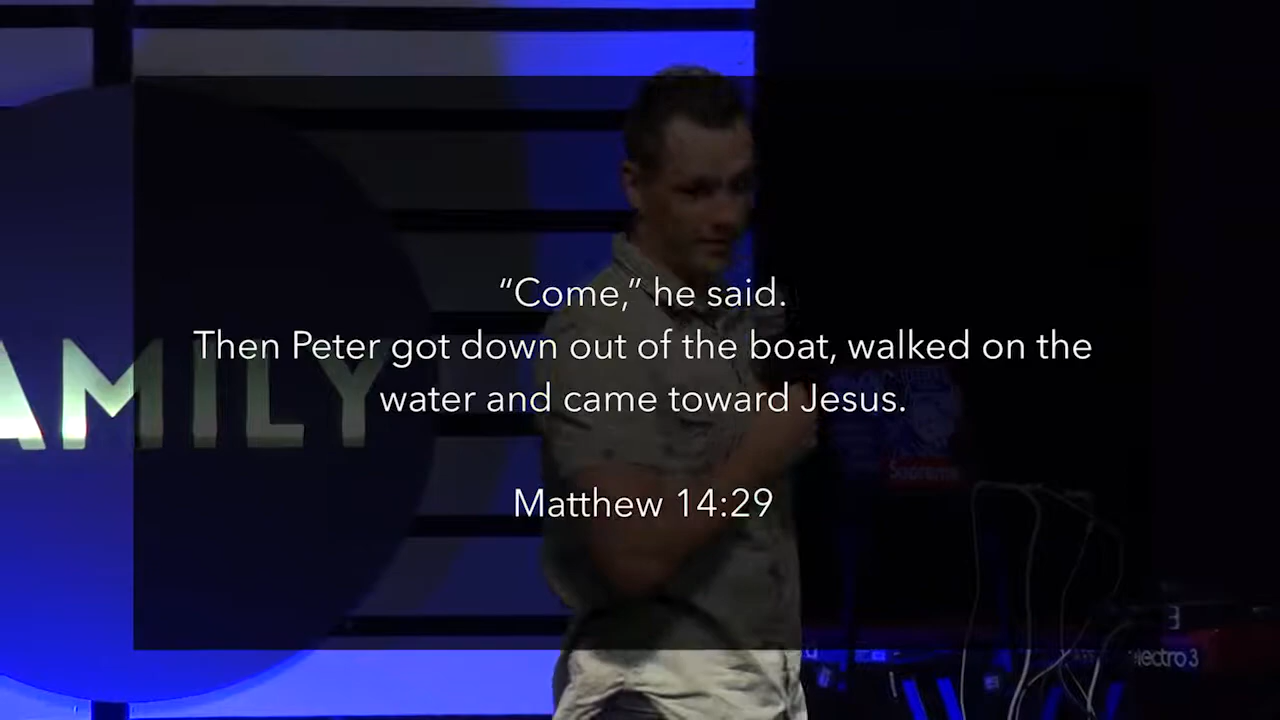 “Come,” he said.
Then Peter got down out of the boat, walked on the
water and came toward Jesus.
Matthew 14:29
AMILY
Supreme
electro 3